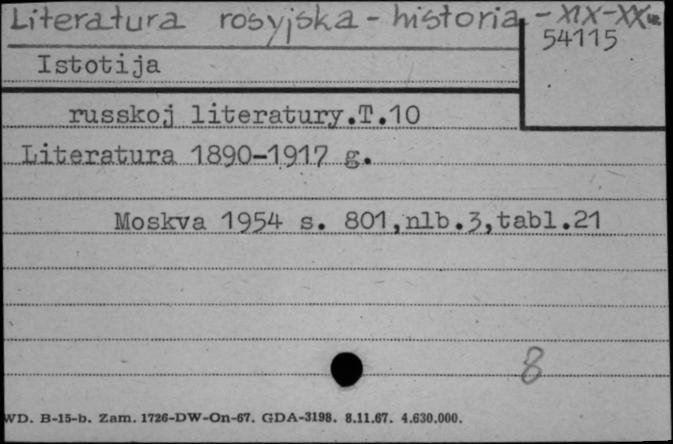 Literatura rosyjska - historia - XIX-XX w.
54115
Istotija
russkoj literatury.T.10
Literatura 1890-1917 g.
Moskva 1954 s. 801,nlb.3,tabl.21
8
WD. B-15-b. Zam. 1726-DW-On-67. GDA-3198. 8.11.67. 4.630.000.